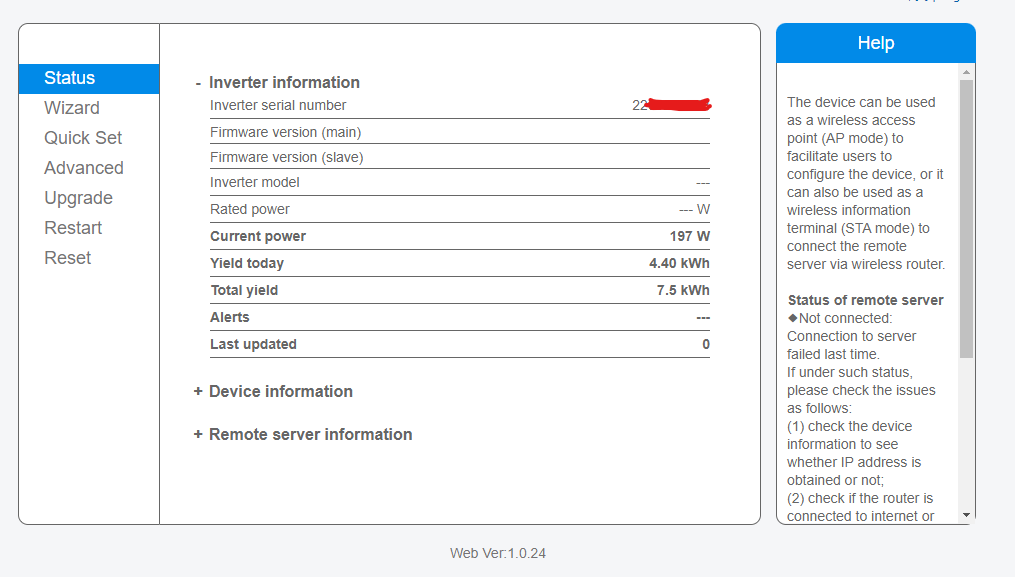 Status
Wizard
Quick Set
Advanced
Upgrade
Restart
Reset
- Inverter information
Inverter serial number 22
Firmware version (main)
Firmware version (slave)
Inverter model ---
Rated power --- W
Current power 197 W
Yield today 4.40 kWh
Total yield 7.5 kWh
Alerts ---
Last updated 0
+ Device information
+ Remote server information
Help
The device can be used
as a wireless access
point (AP mode) to
facilitate users to
configure the device, or it
can also be used as a
wireless information
terminal (STA mode) to
connect the remote
server via wireless router.
Status of remote server
◆Not connected:
Connection to server
failed last time.
If under such status,
please check the issues
as follows:
(1) check the device
information to see
whether IP address is
obtained or not;
(2) check if the router is
connected to internet or
Web Ver:1.0.24